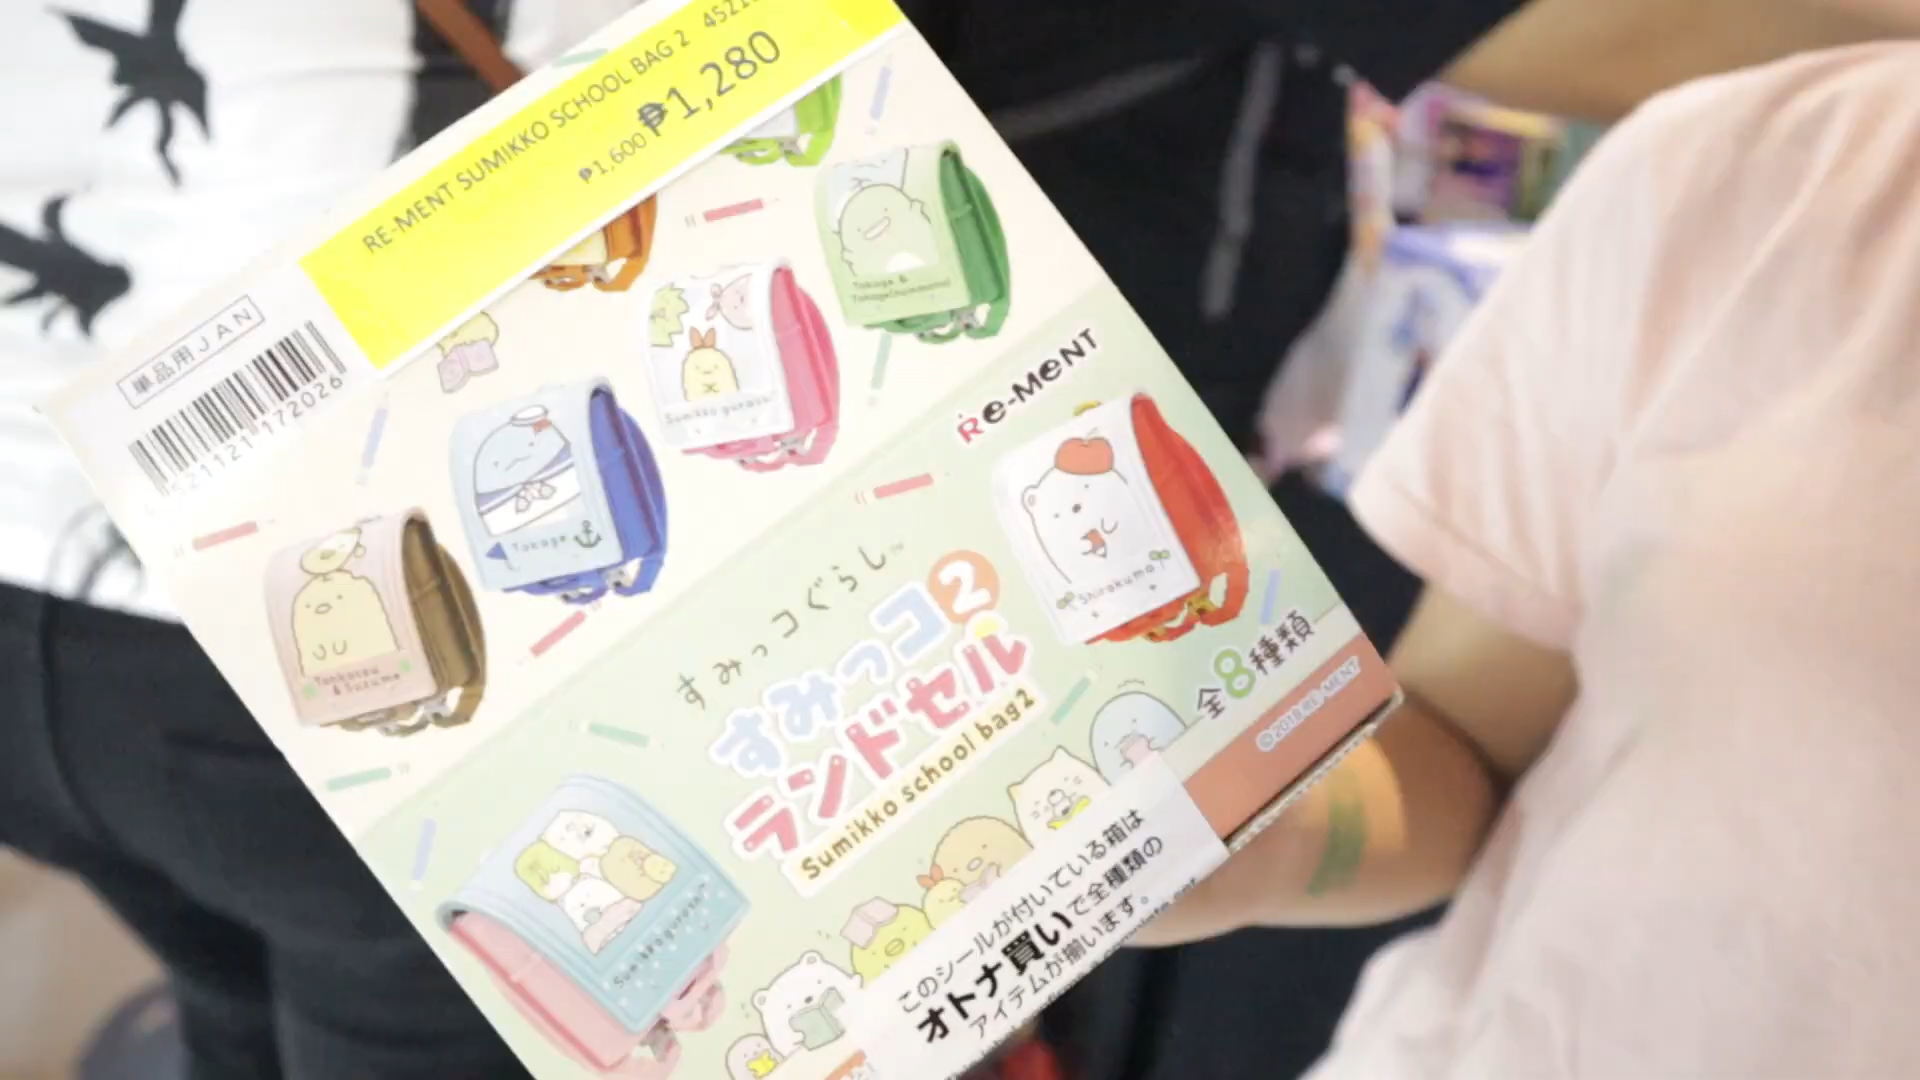 RE-MENT SUMIKKO SCHOOL BAG 2
₱1,600 ₱1,280
単品用JAN
4521121172026
Tokage &
Sumikko gurashi
Tokage
Tonkatsu
& Suzume
Re-MENT
Shirokuma
すみっコぐらし
すみっコ2
ランドセル
Sumikko school bag2
全8種類
©2018 RE-MENT
Sumikkogurashi
このシールが付いている箱は
オトナ買いで全種類の
アイテムが揃います。